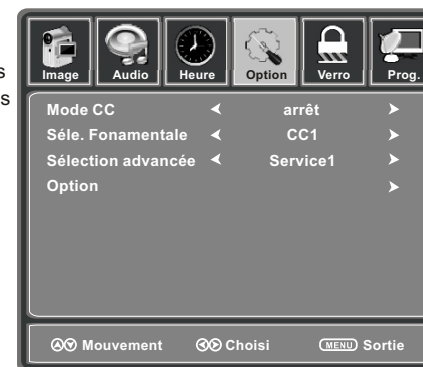 s
s
Image Audio Heure Option Verro Prog.
Mode CC arrêt
Séle. Fonamentale CC1
Sélection advancée Service1
Option
Mouvement Choisi MENU Sortie